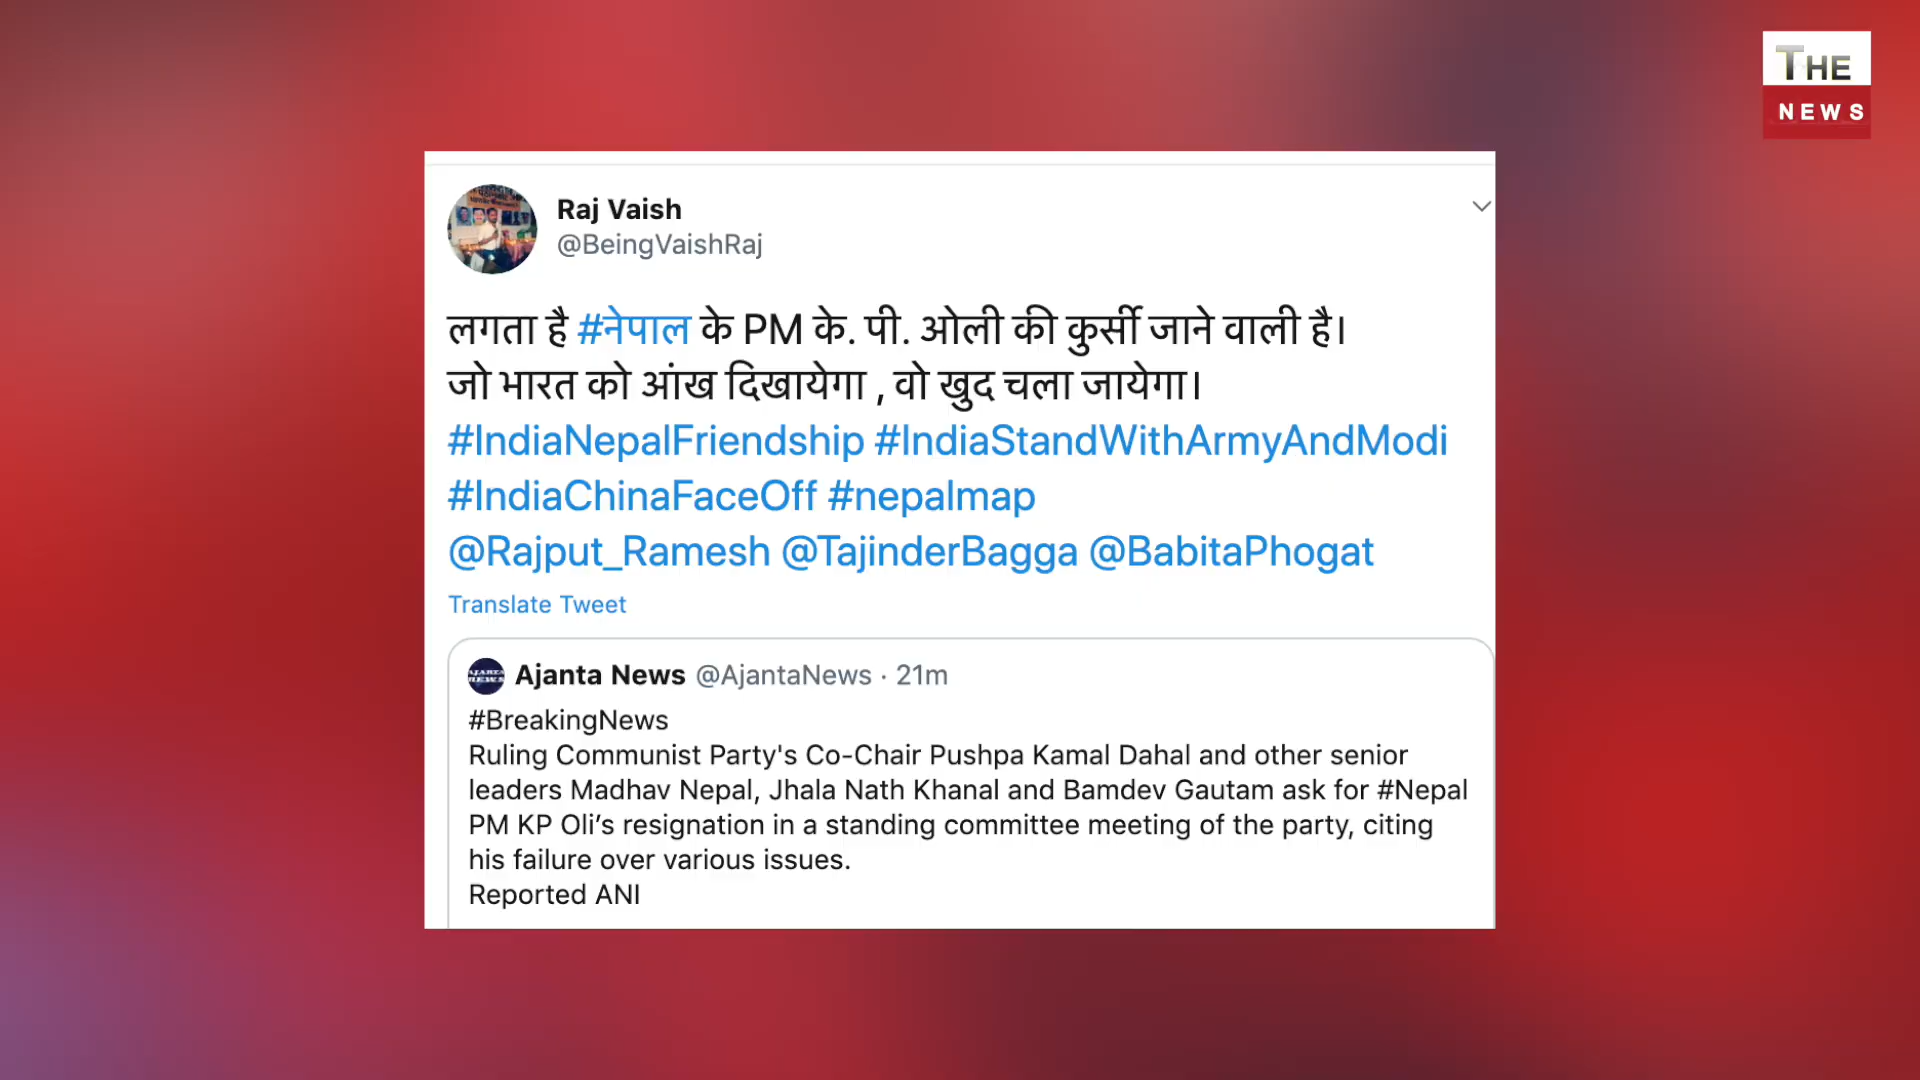 THE
NEWS
Raj Vaish
@BeingVaishRaj
लगता है #नेपाल के PM के. पी. ओली की कुर्सी जाने वाली है।
जो भारत को आंख दिखायेगा , वो खुद चला जायेगा।
#IndiaNepalFriendship #IndiaStandWithArmyAndModi
#IndiaChinaFaceOff #nepalmap
@Rajput_Ramesh @TajinderBagga @BabitaPhogat
Translate Tweet
Ajanta News @AjantaNews · 21m
#BreakingNews
Ruling Communist Party's Co-Chair Pushpa Kamal Dahal and other senior
leaders Madhav Nepal, Jhala Nath Khanal and Bamdev Gautam ask for #Nepal
PM KP Oli’s resignation in a standing committee meeting of the party, citing
his failure over various issues.
Reported ANI